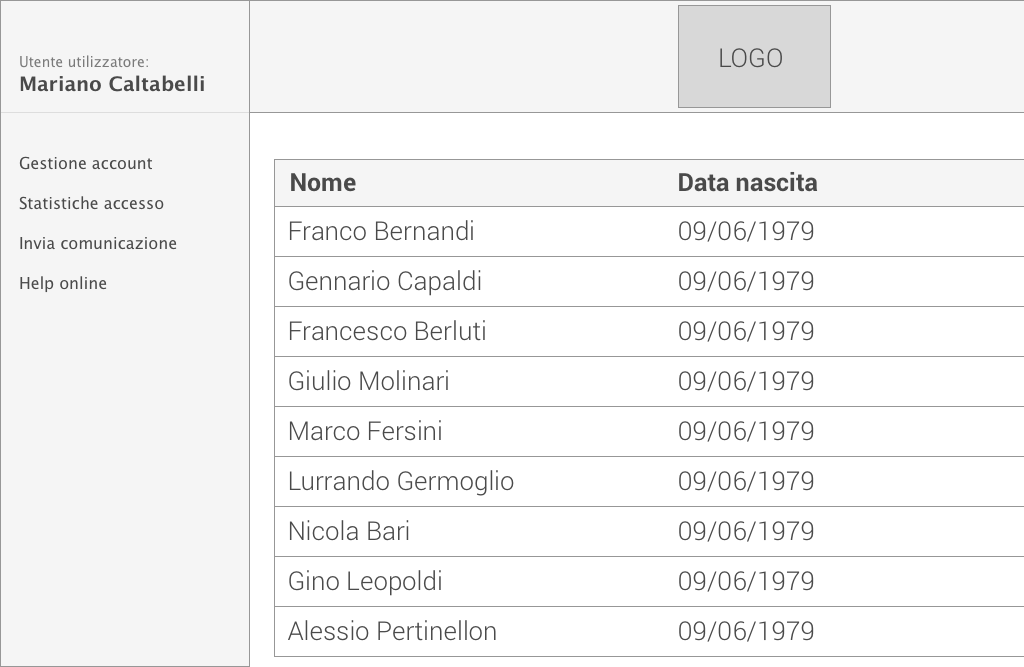 Utente utilizzatore:
Mariano Caltabelli
LOGO
Gestione account
Statistiche accesso
Invia comunicazione
Help online
Nome Data nascita
Franco Bernandi 09/06/1979
Gennario Capaldi 09/06/1979
Francesco Berluti 09/06/1979
Giulio Molinari 09/06/1979
Marco Fersini 09/06/1979
Lurrando Germoglio 09/06/1979
Nicola Bari 09/06/1979
Gino Leopoldi 09/06/1979
Alessio Pertinellon 09/06/1979